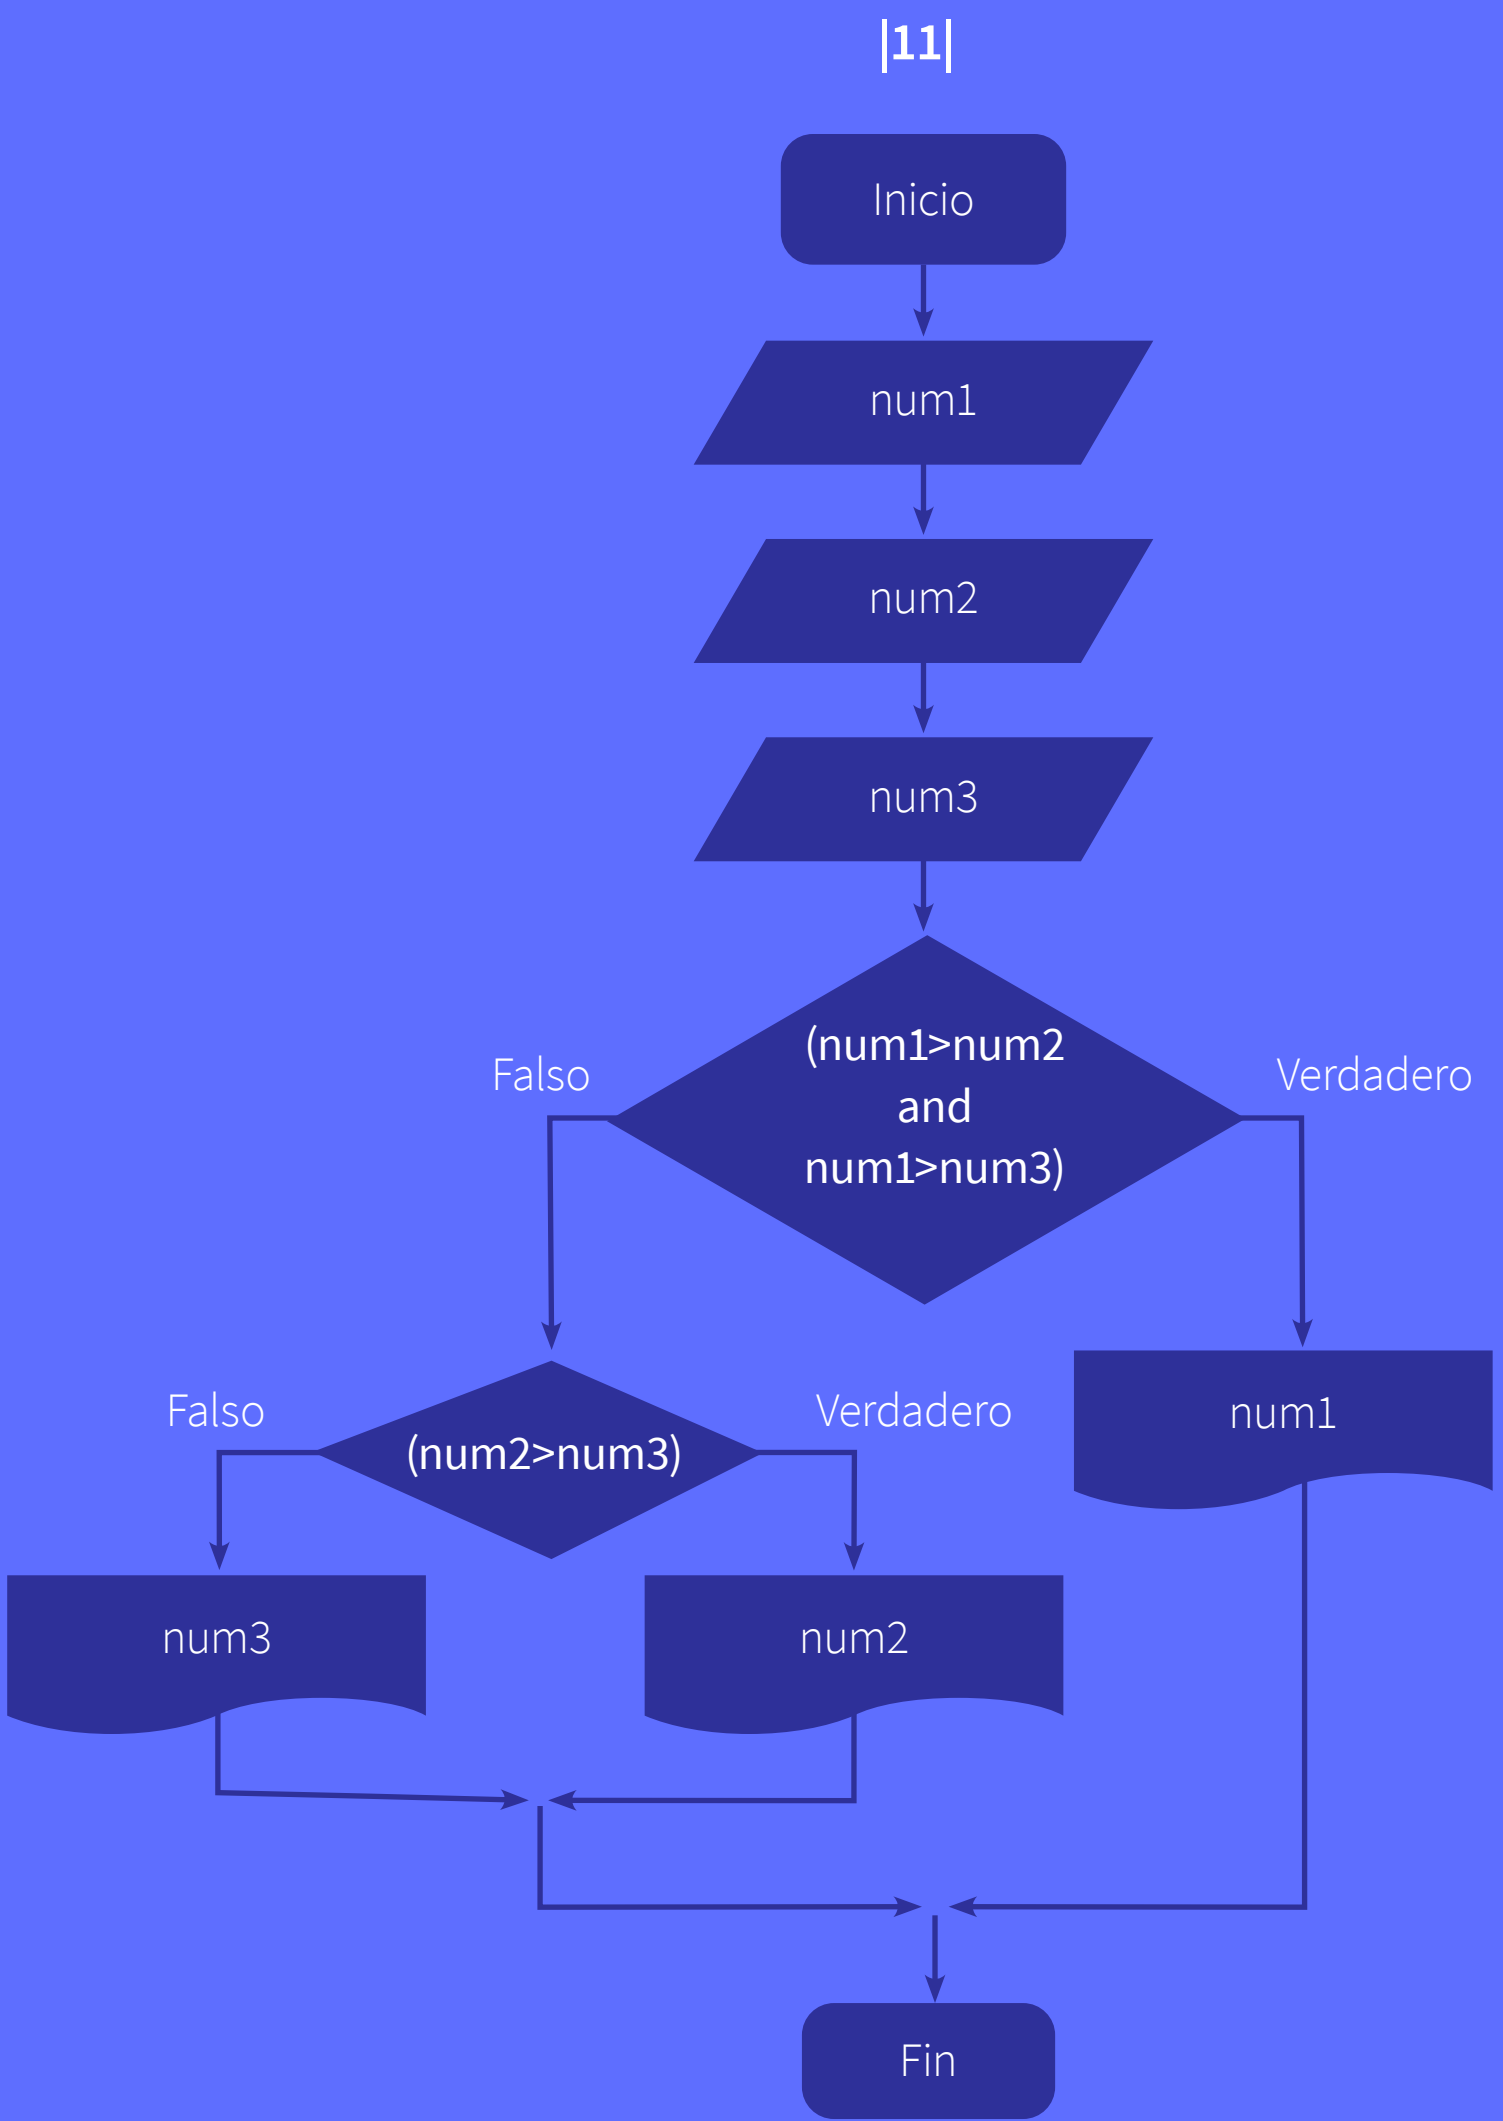 |11|
Inicio
num1
num2
num3
(num1>num2
and
num1>num3)
Falso
Verdadero
num1
Falso
(num2>num3)
Verdadero
num3
num2
Fin